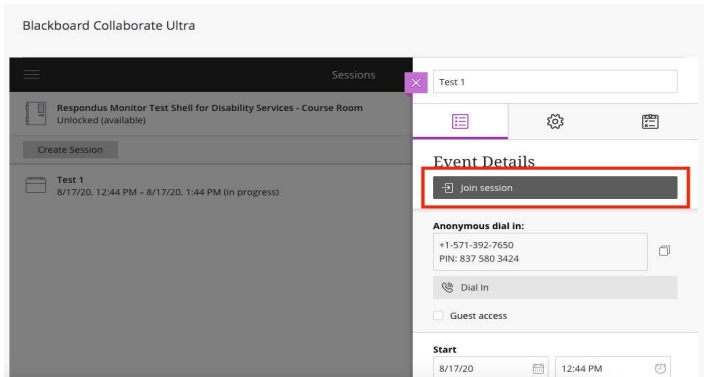 Blackboard Collaborate Ultra
Sessions
Respondus Monitor Test Shell for Disability Services - Course Room
Unlocked (available)
Create Session
Test 1
8/17/20, 12:44 PM – 8/17/20, 1:44 PM (in progress)
Test 1
Event Details
Join session
Anonymous dial in:
+1-571-392-7650
PIN: 837 580 3424
Dial In
Guest access
Start
8/17/20 12:44 PM